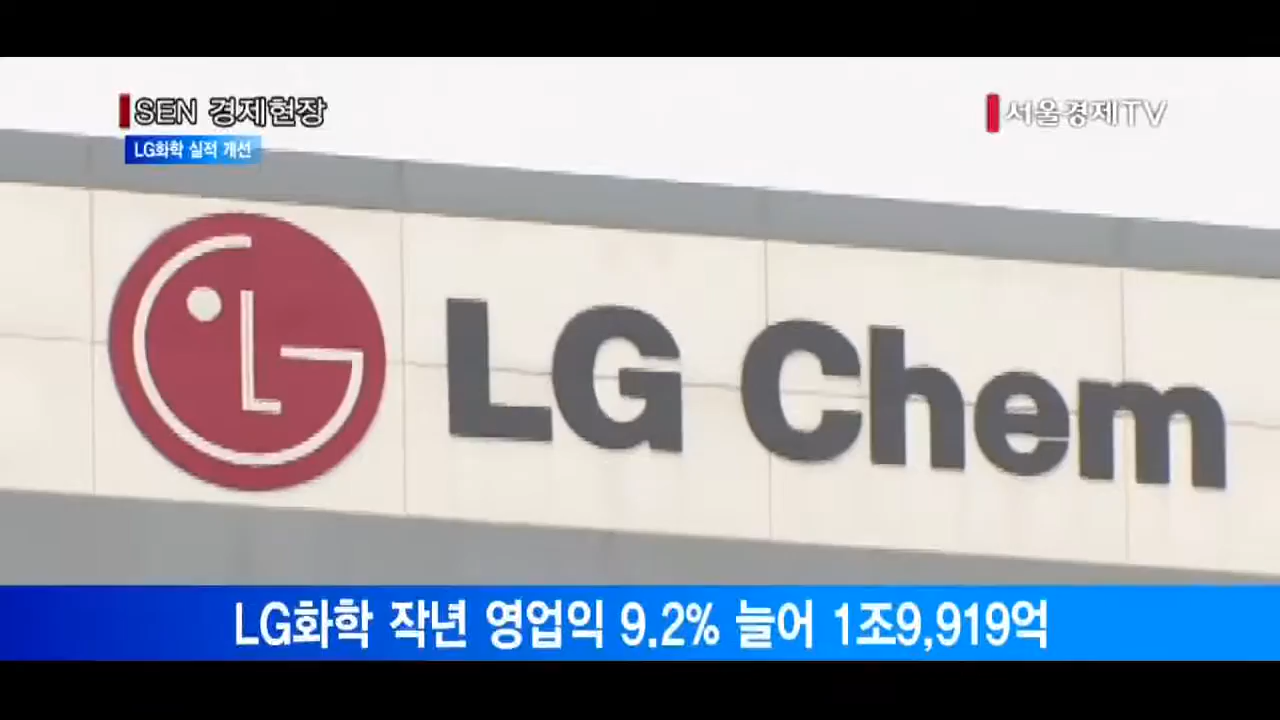 SEN 경제현장
서울경제TV
LG화학 실적 개선
LG Chem
LG화학 작년 영업익 9.2% 늘어 1조9,919억